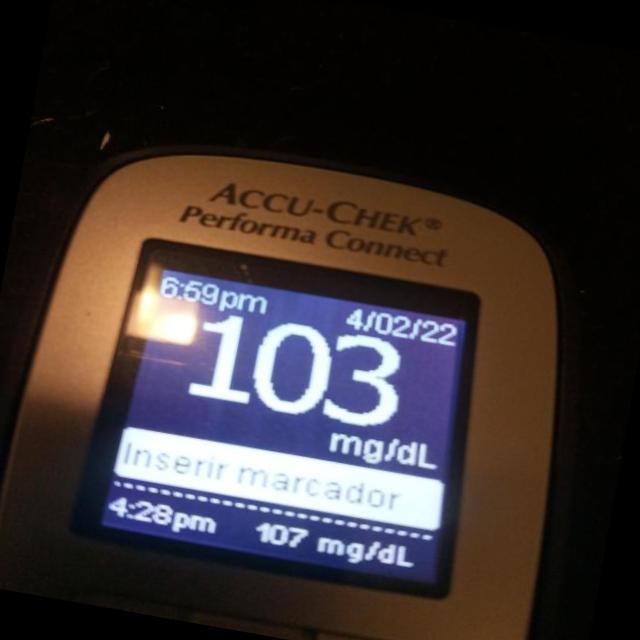 ACCU-CHEK®
Performa Connect
6:59pm
4/02/22
103
mg/dL
Inserir marcador
4:28pm 107 mg/dL